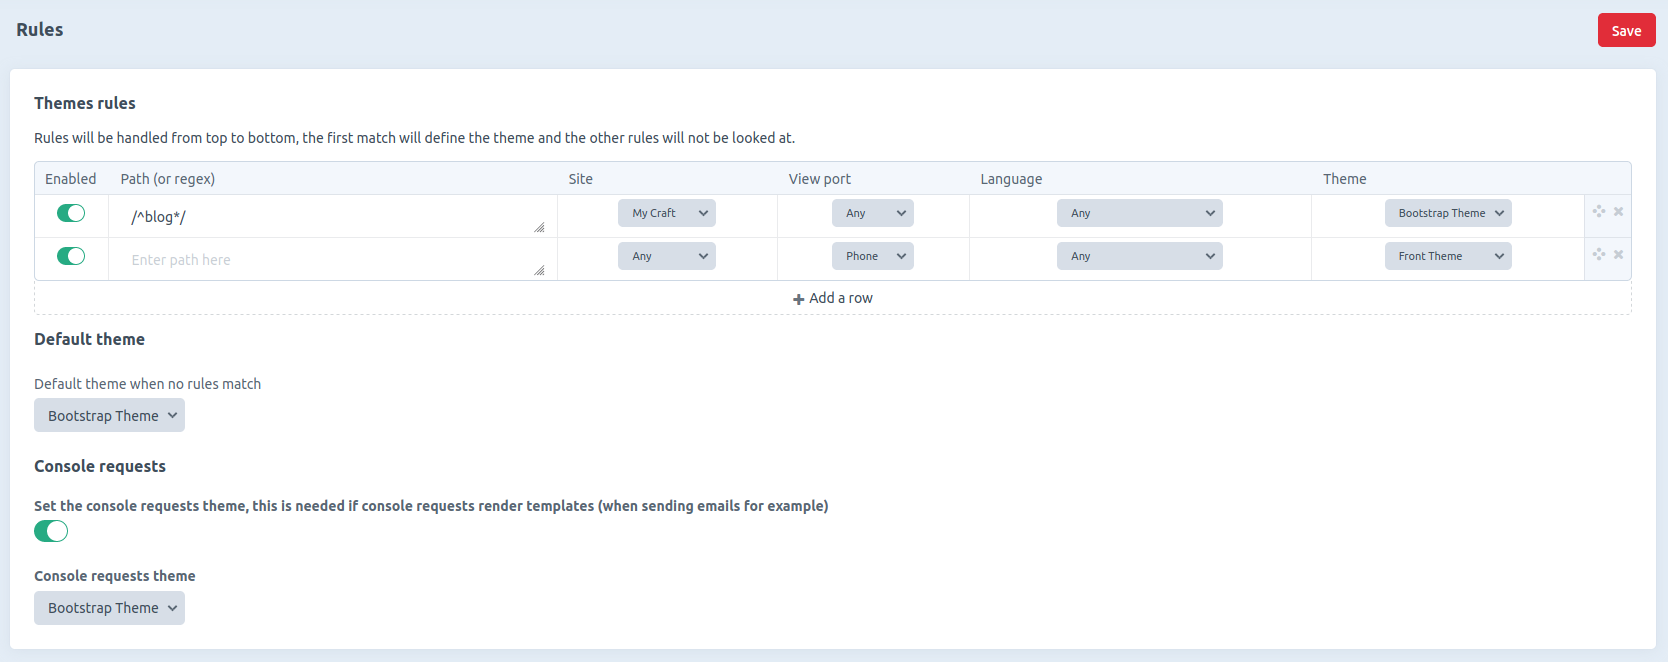 Rules
Save
Themes rules
Rules will be handled from top to bottom, the first match will define the theme and the other rules will not be looked at.
Enabled Path (or regex) Site View port Language Theme
/^blog*/ My Craft Any Any Bootstrap Theme
Enter path here Any Phone Any Front Theme
Add a row
Default theme
Default theme when no rules match
Bootstrap Theme
Console requests
Set the console requests theme, this is needed if console requests render templates (when sending emails for example)
Console requests theme
Bootstrap Theme